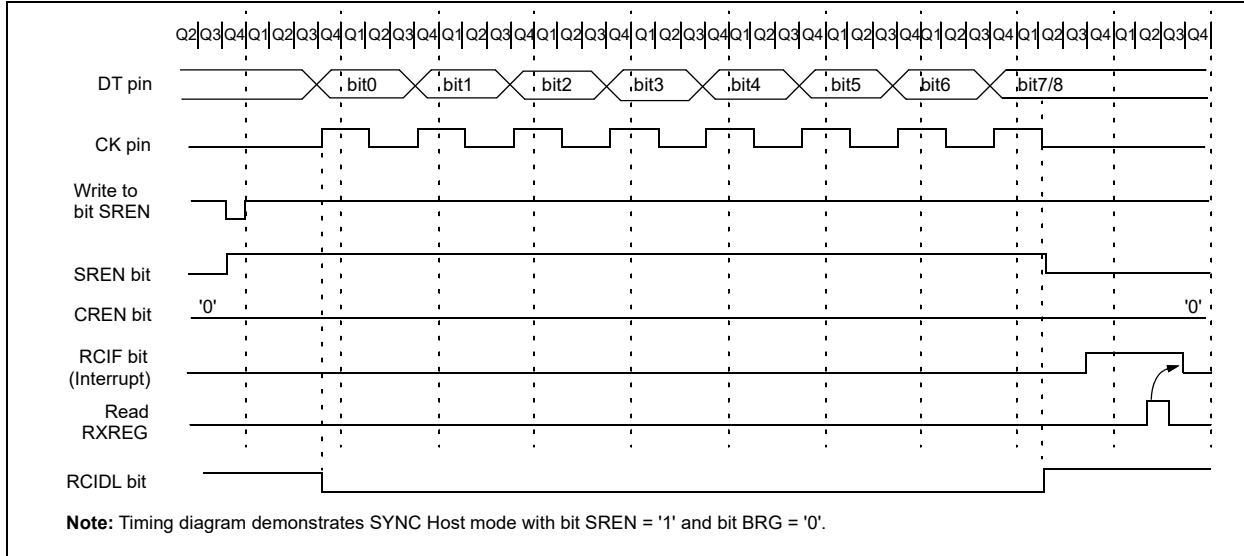 Q2 Q3 Q4 Q1 Q2 Q3 Q4 Q1 Q2 Q3 Q4 Q1 Q2 Q3 Q4 Q1 Q2 Q3 Q4 Q1 Q2 Q3 Q4 Q1 Q2 Q3 Q4 Q1 Q2 Q3 Q4 Q1 Q2 Q3 Q4 Q1 Q2 Q3 Q4 Q1 Q2 Q3 Q4
DT pin bit0 bit1 bit2 bit3 bit4 bit5 bit6 bit7/8
CK pin
Write to
bit SREN
SREN bit
CREN bit '0' '0'
RCIF bit
(Interrupt)
Read
RXREG
RCIDL bit
Note: Timing diagram demonstrates SYNC Host mode with bit SREN = '1' and bit BRG = '0'.